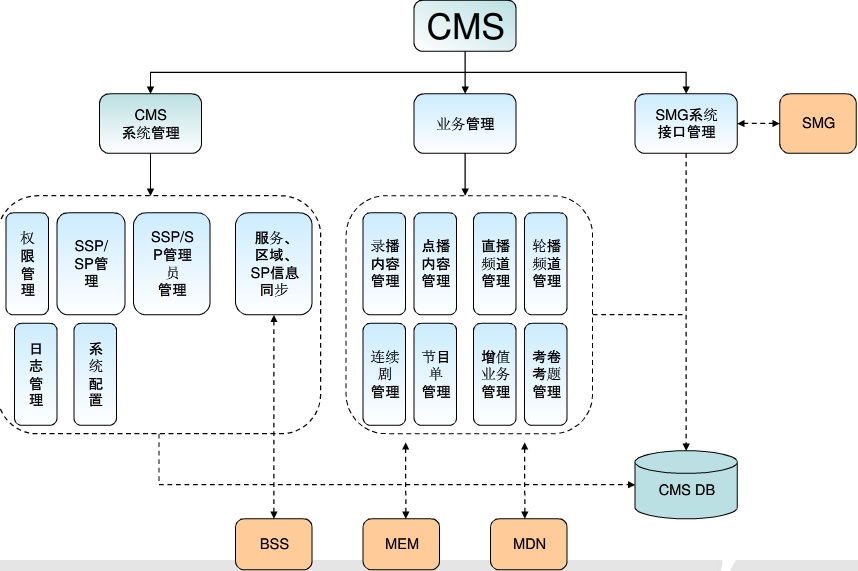 CMS
CMS
系统管理
业务管理
SMG系统
接口管理
SMG
权
限
管
理
SSP/
SP管
理
SSP/S
P管理
员
管理
服务、
区域、
SP信息
同步
录播
内容
管理
点播
内容
管理
直播
频道
管理
轮播
频道
管理
日
志
管
理
系
统
配
置
连续
剧
管理
节目
单
管理
增值
业务
管理
考卷
考题
管理
CMS DB
BSS
MEM
MDN